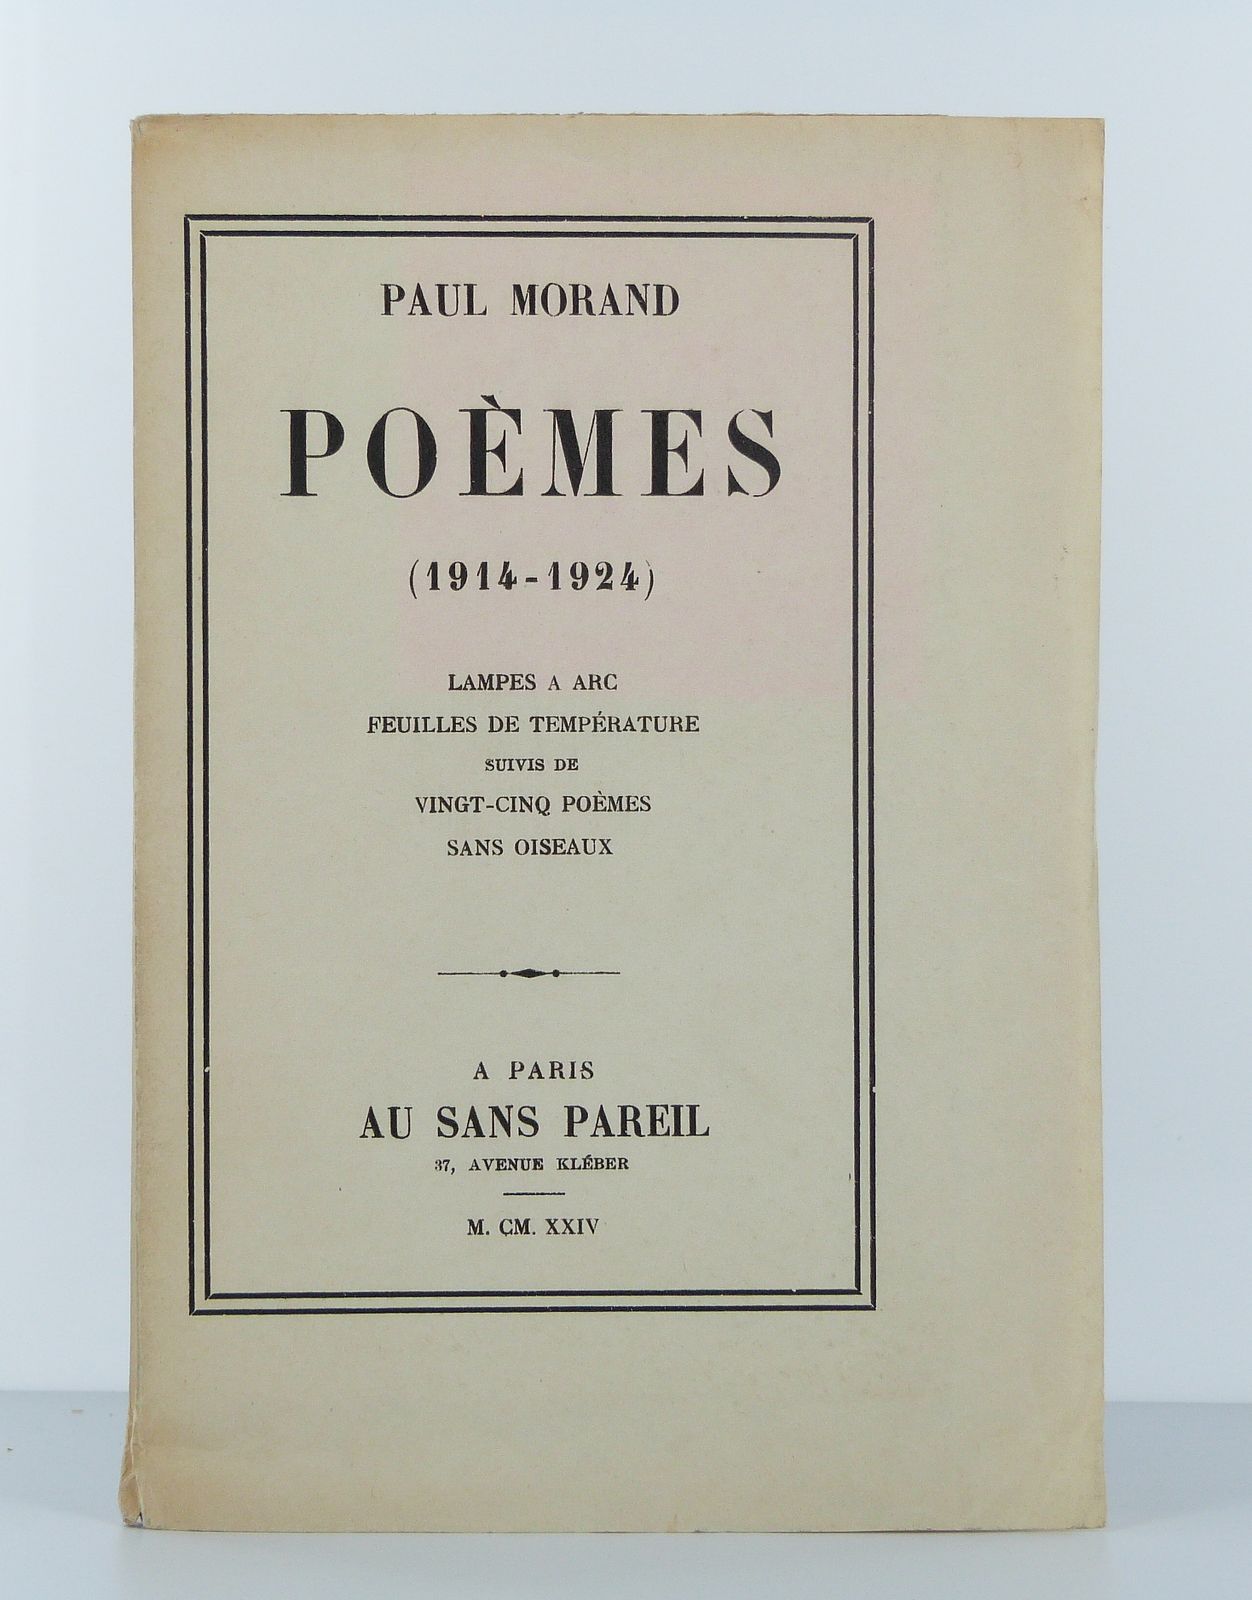 PAUL MORAND
POÈMES
(1914-1924)
LAMPES A ARC
FEUILLES DE TEMPÉRATURE
SUIVIS DE
VINGT-CINQ POÈMES
SANS OISEAUX
A PARIS
AU SANS PAREIL
37, AVENUE KLÉBER
M. CM. XXIV